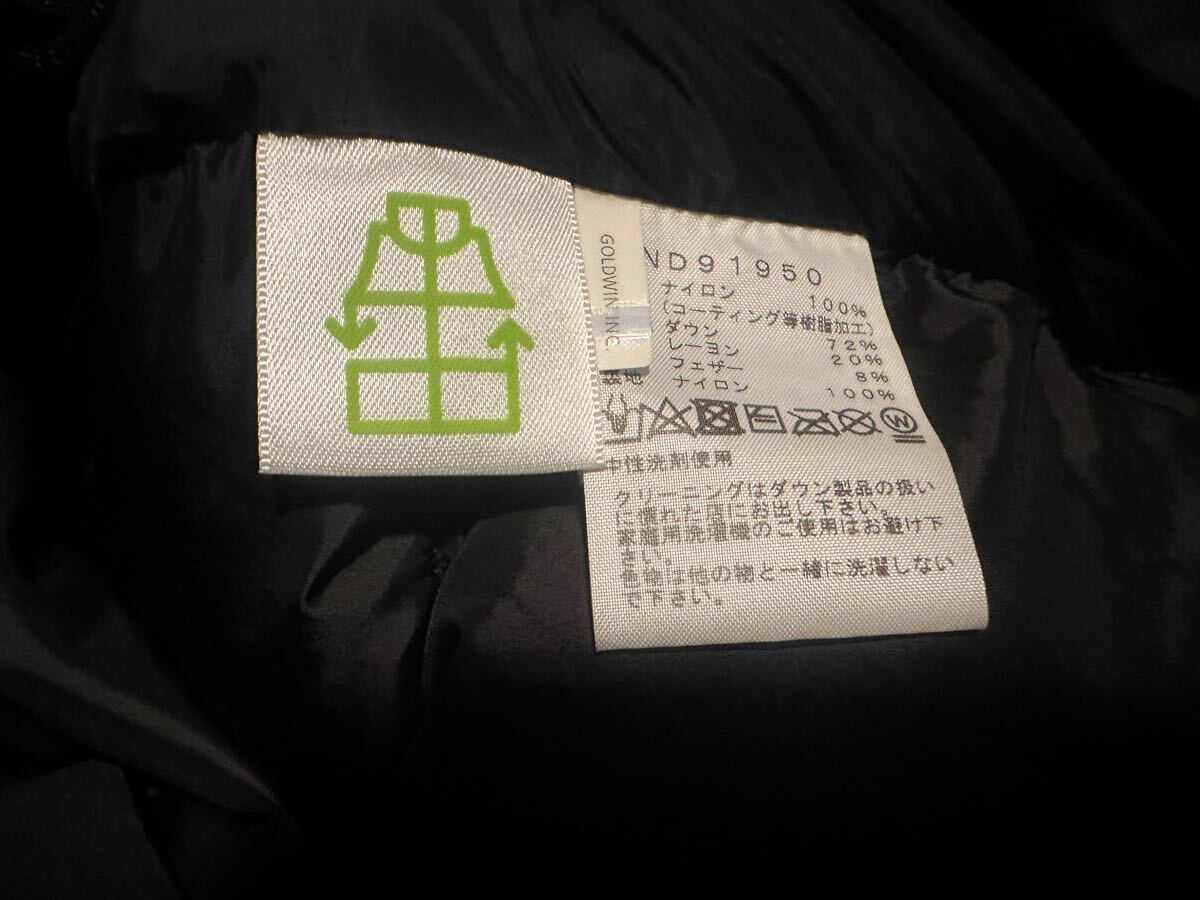 GOLDWIN INC.
ND91950
ナイロン 100%
(コーティング等樹脂加工)
ダウン 72%
レーヨン 20%
フェザー 8%
裏地 ナイロン 100%
W
中性洗剤使用
クリーニングはダウン製品の扱い
に慣れた店にお出し下さい。
家庭用洗濯機のご使用はお避け下
さい。
色物は他の物と一緒に洗濯しない
で下さい。